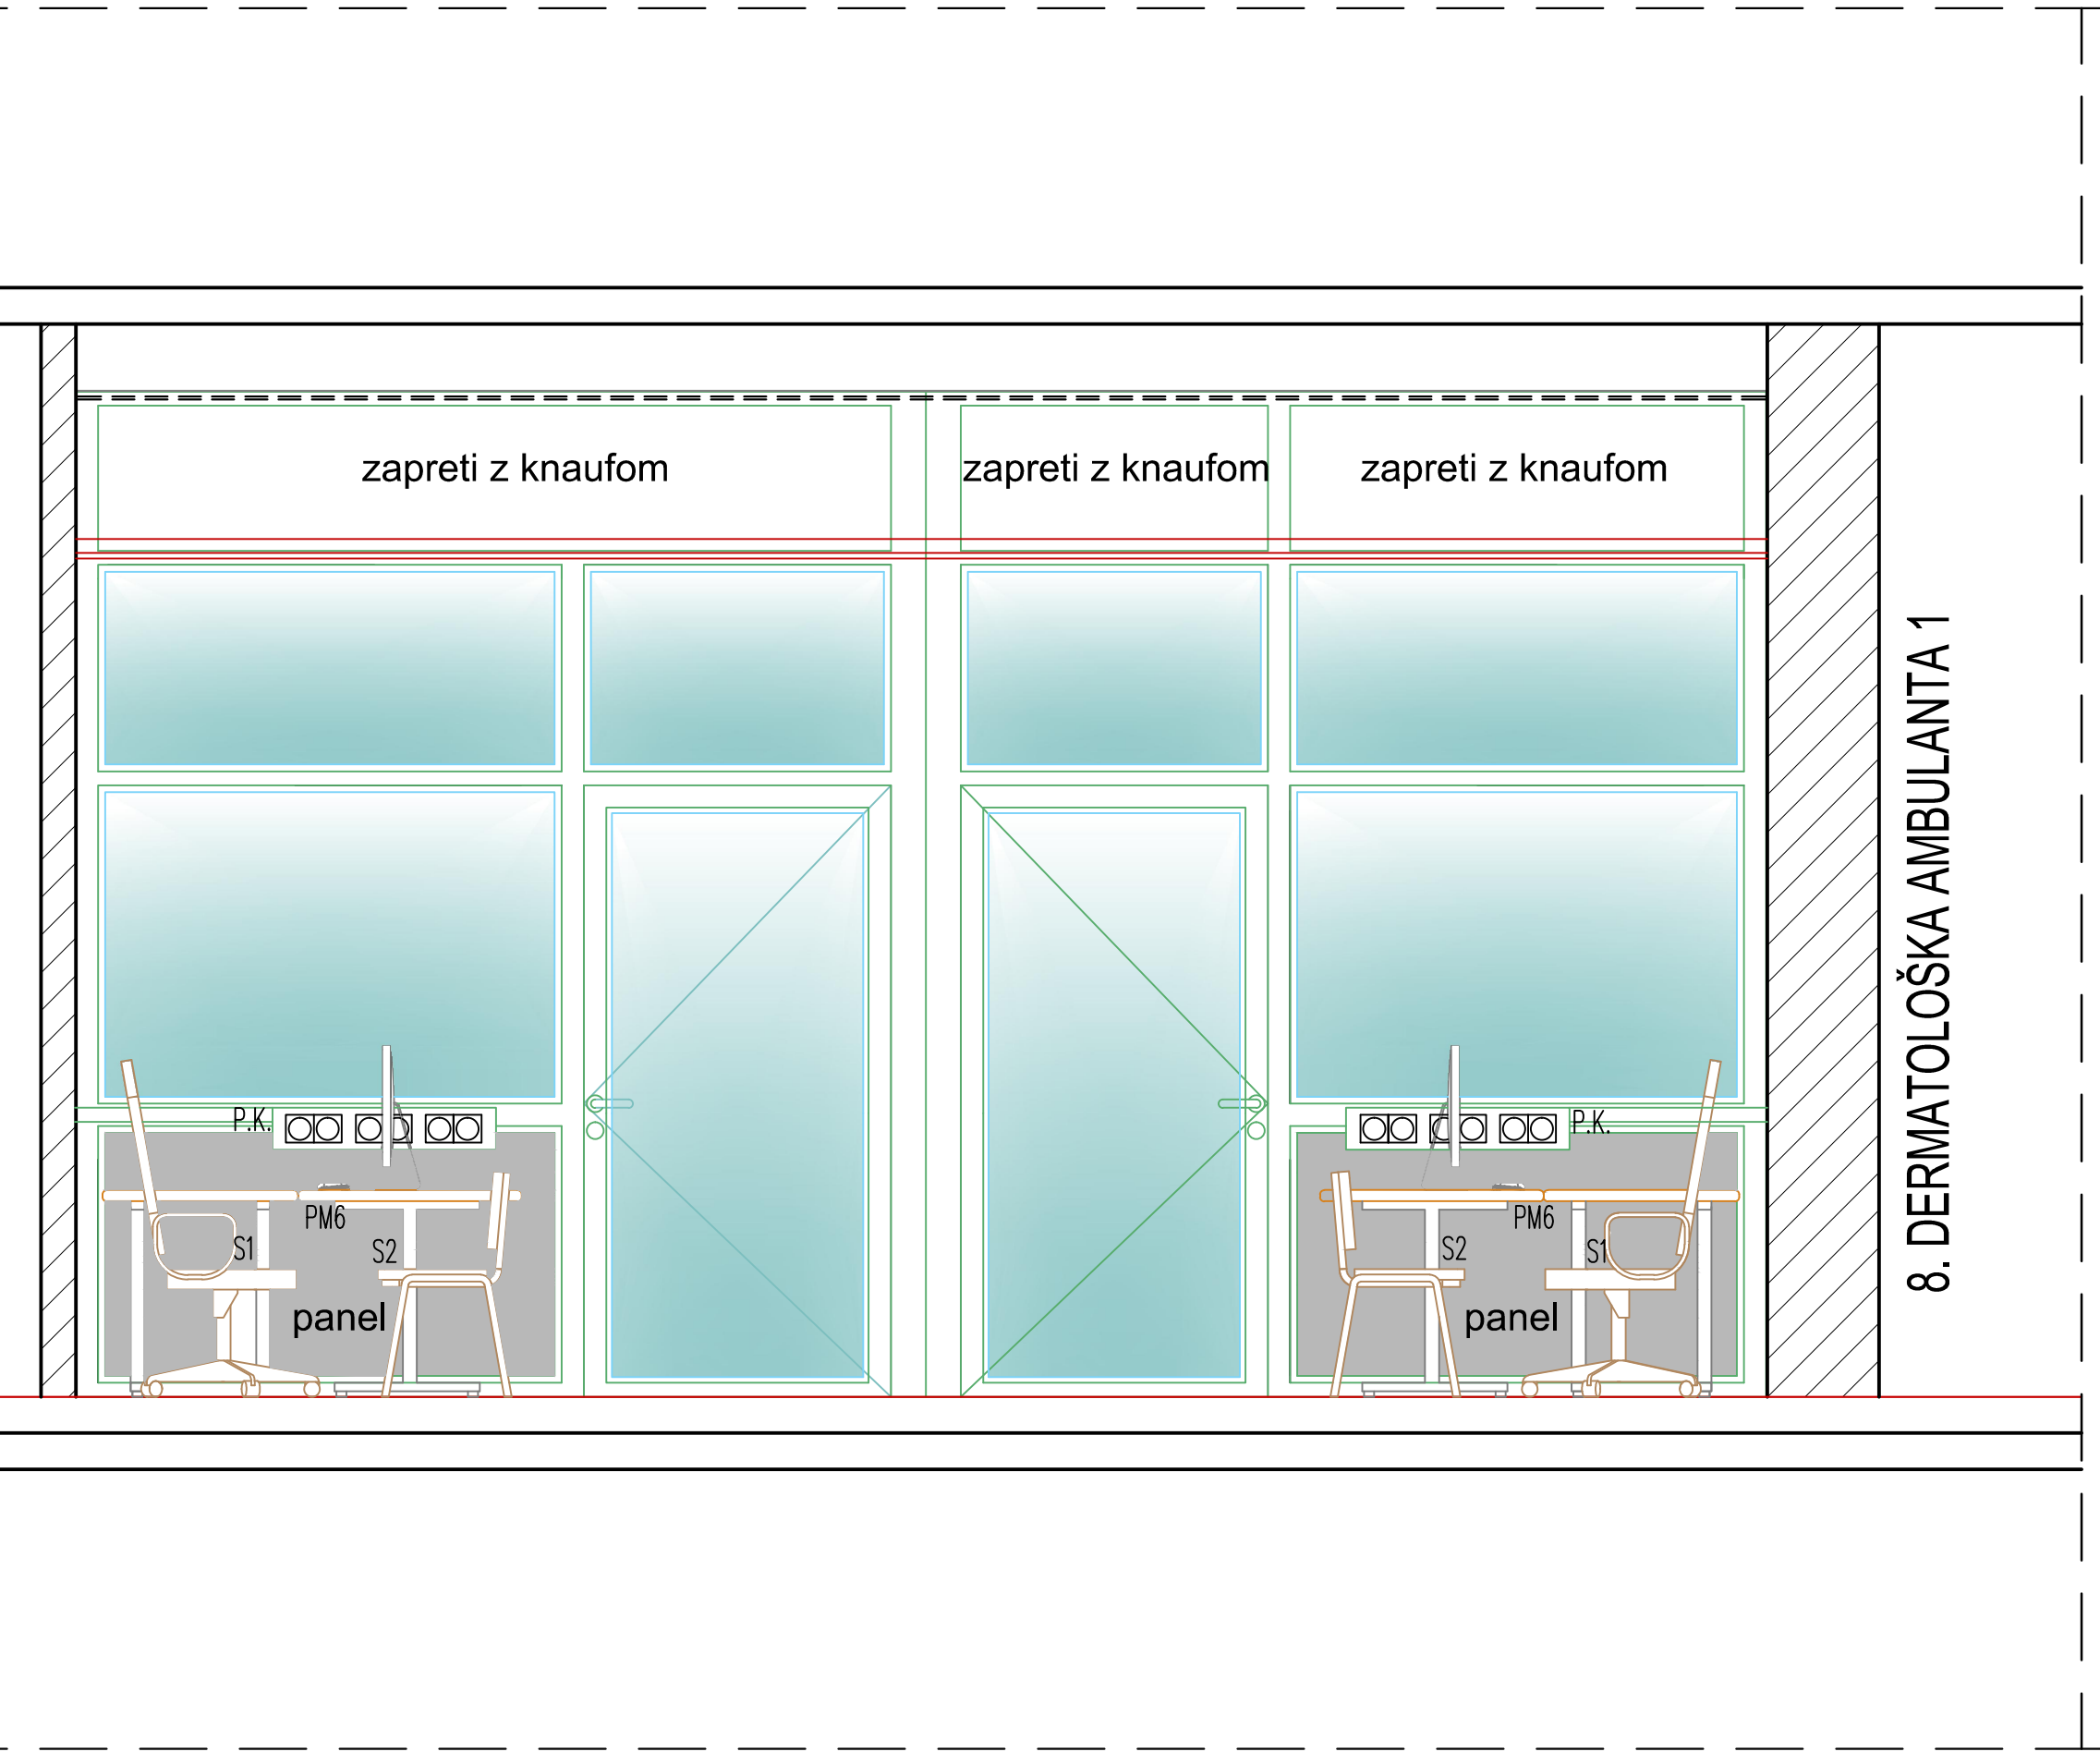 zapreti z knaufom
zapreti z knaufom
zapreti z knaufom
8. DERMATOLOŠKA AMBULANTA 1
P.K.
P.K.
PM6
PM6
S1
S2
S2
S1
panel
panel